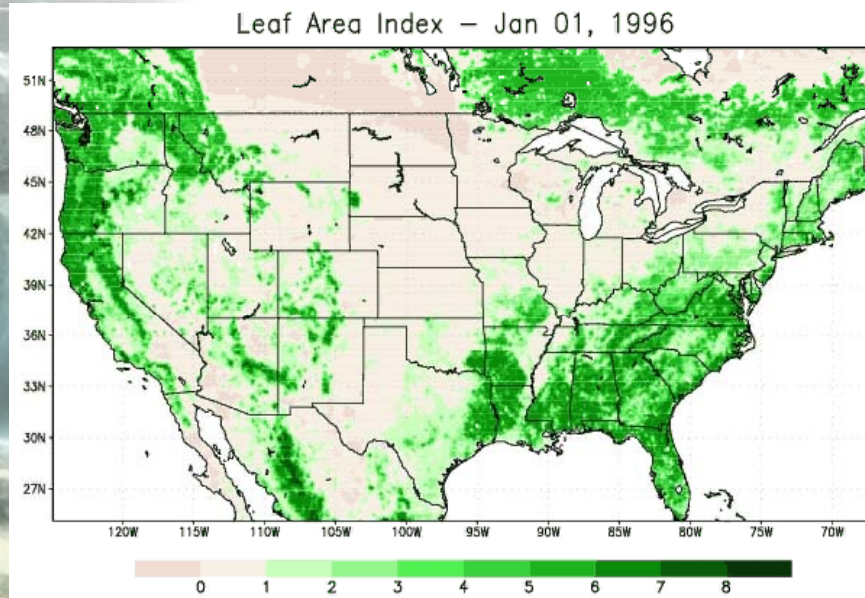 Leaf Area Index – Jan 01, 1996
51N
48N
45N
42N
39N
36N
33N
30N
27N
120W 115W 110W 105W 100W 95W 90W 85W 80W 75W 70W
0 1 2 3 4 5 6 7 8